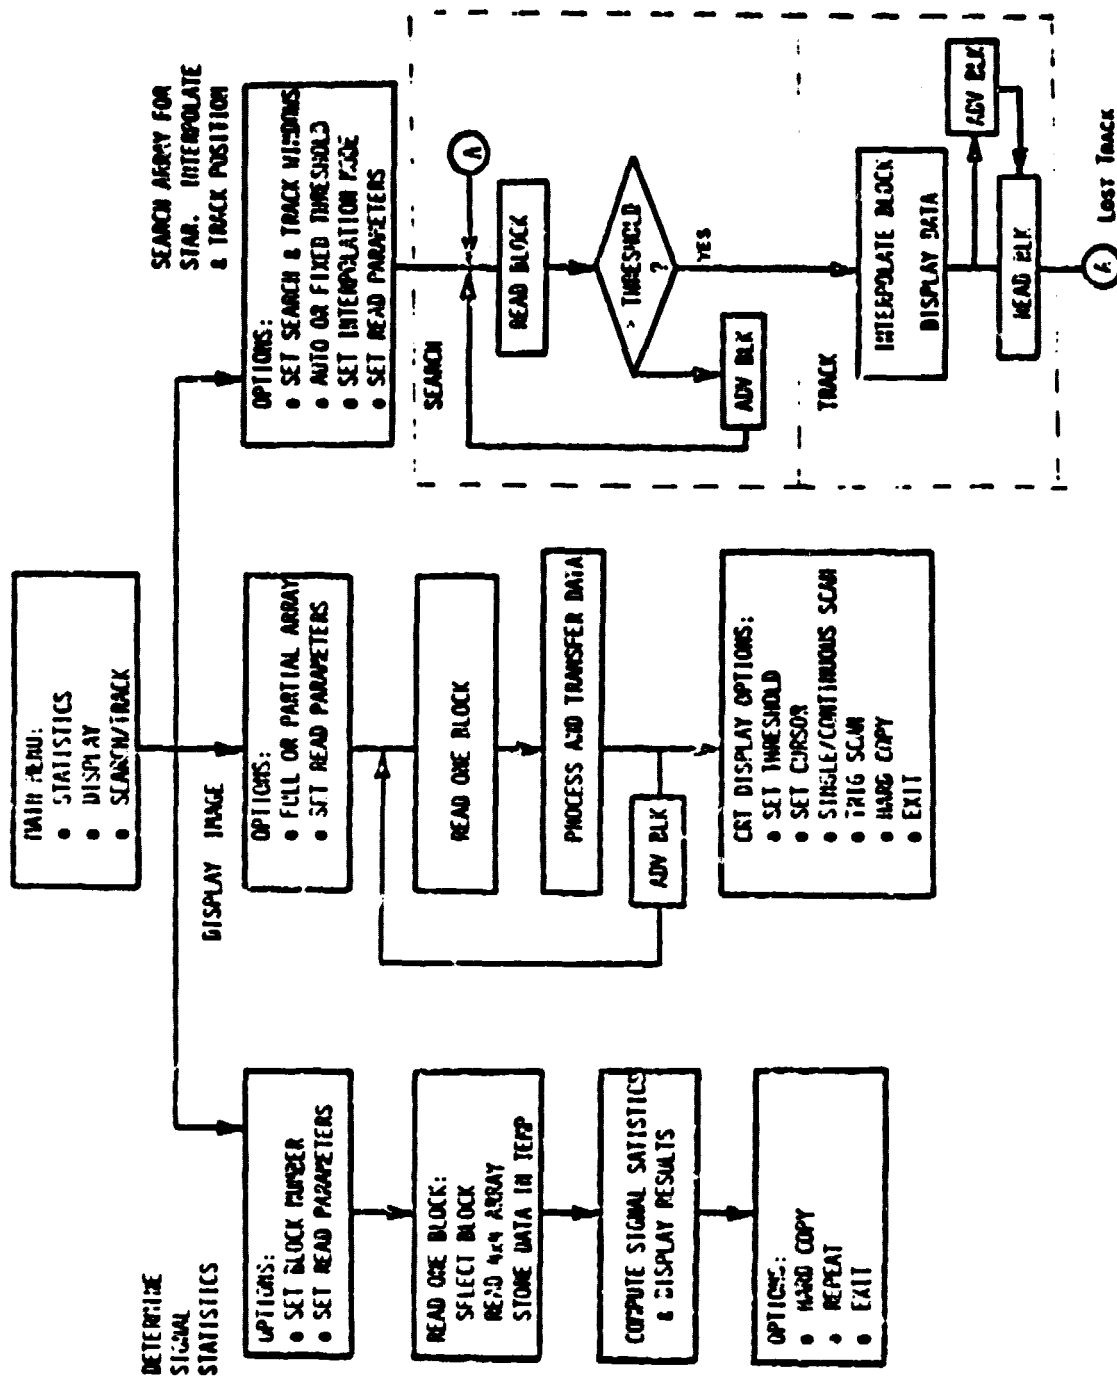 MAIN MENU:
● STATISTICS
● DISPLAY
● SEARCH/TRACK
DETERMINE
SIGNAL
STATISTICS
OPTIONS:
● SET BLOCK NUMBER
● SET READ PARAMETERS
READ ONE BLOCK:
SELECT BLOCK
READ 4x4 ARRAY
STORE DATA IN TEMP
COMPUTE SIGNAL SATISTICS
& DISPLAY RESULTS
OPTIONS:
● HARD COPY
● REPEAT
● EXIT
DISPLAY IMAGE
OPTIONS:
● FULL OR PARTIAL ARRAY
● SET READ PARAMETERS
READ ONE BLOCK
PROCESS AND TRANSFER DATA
ADV BLK
CRT DISPLAY OPTIONS:
● SET THRESHOLD
● SET CURSOR
● SINGLE/CONTINUOUS SCAN
● TRIG SCAN
● HARD COPY
● EXIT
SEARCH ARRAY FOR
STAR. INTERPOLATE
& TRACK POSITION
OPTIONS:
● SET SEARCH & TRACK WINDOWS
● AUTO OR FIXED THRESHOLD
● SET INTERPOLATION MODE
● SET READ PARAMETERS
SEARCH
A
READ BLOCK
> THRESHOLD
?
YES
ADV BLK
TRACK
INTERPOLATE BLOCK
DISPLAY DATA
ADV BLK
READ BLK
A LOST TRACK